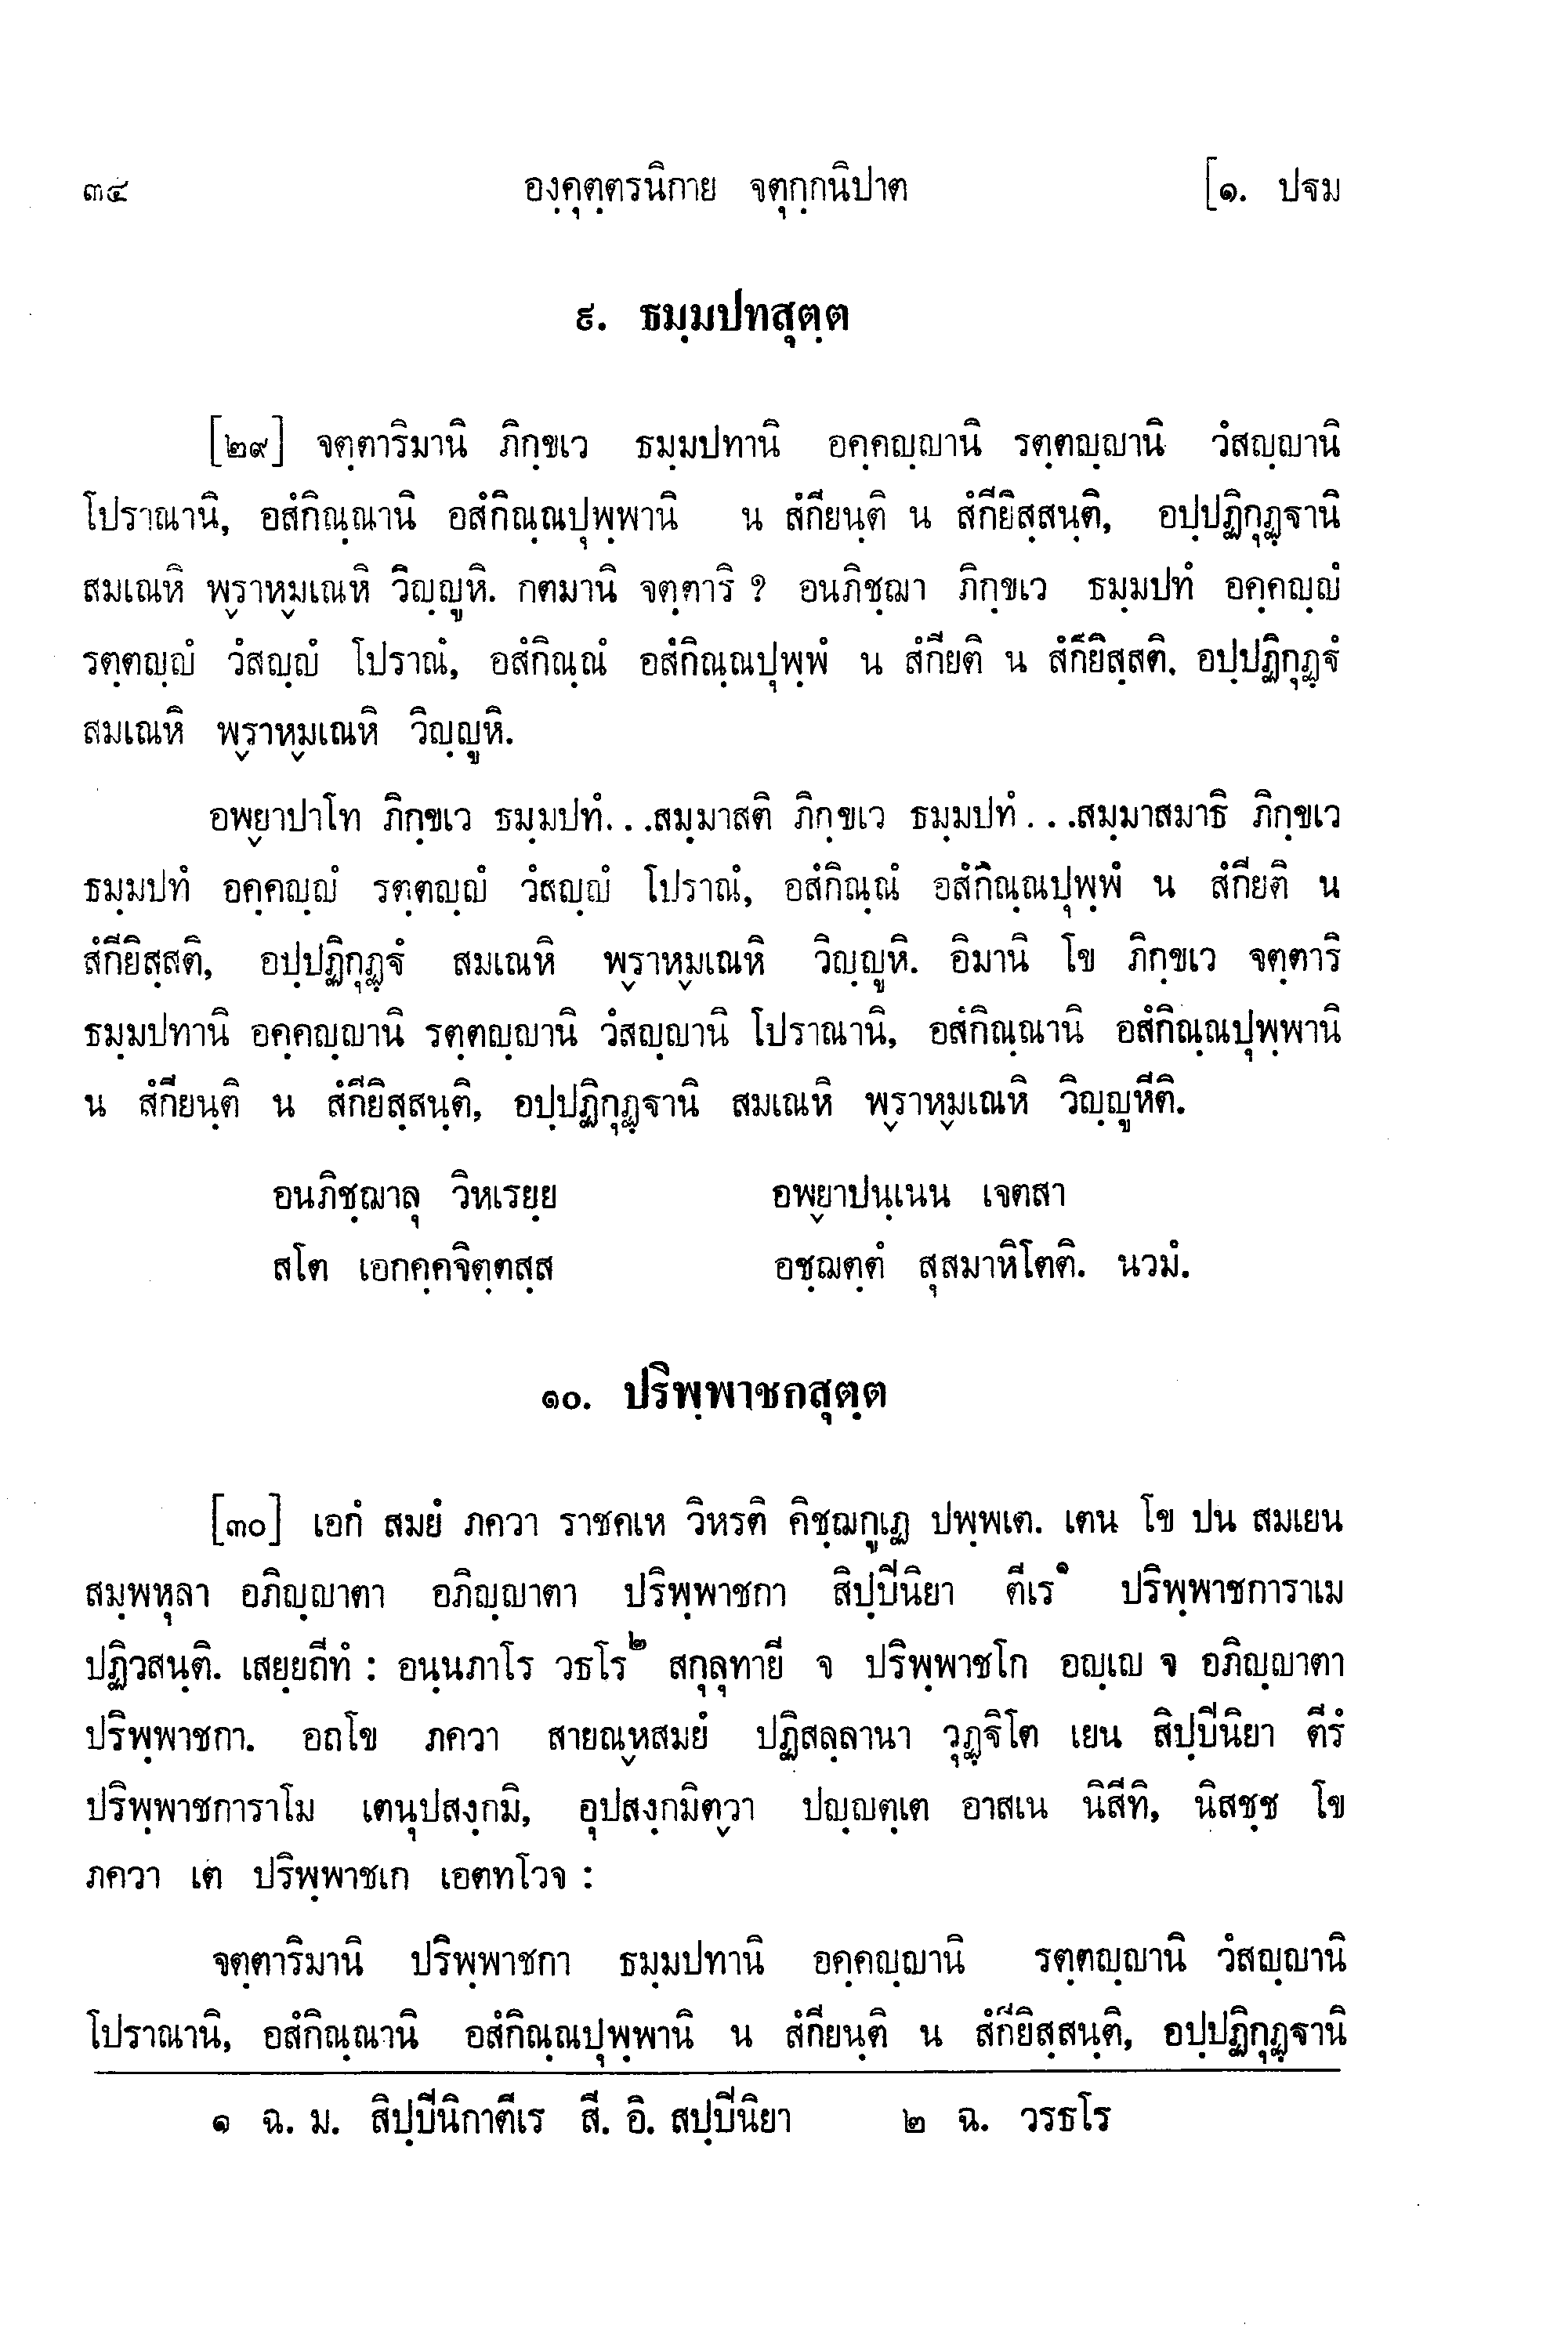 ๓๔ องฺคุตฺตรนิกาย จตุกฺกนิปาต [๑. ปฐม
๙. ธมฺมปทสุตฺต
[๒๙] จตฺตาริมานิ ภิกฺขเว ธมฺมปทานิ อคฺคญฺญานิ รตฺตญฺญานิ วํสญฺญานิ
โปราณานิ, อสํกิณฺณานิ อสํกิณฺณปุพฺพานิ น สํกียนฺติ น สํกียิสฺสนฺติ, อปฺปฏิกุฏฺฐานิ
สมเณหิ พฺราหฺมเณหิ วิญฺญูหิ. กตมานิ จตฺตาริ ? อนภิชฺฌา ภิกฺขเว ธมฺมปทํ อคฺคญฺญํ
รตฺตญฺญํ วํสญฺญํ โปราณํ, อสํกิณฺณํ อสํกิณฺณปุพฺพํ น สํกียติ น สํกียิสฺสติ, อปฺปฏิกุฏฺฐํ
สมเณหิ พฺราหฺมเณหิ วิญฺญูหิ.
อพฺยาปาโท ภิกฺขเว ธมฺมปทํ...สมฺมาสติ ภิกฺขเว ธมฺมปทํ...สมฺมาสมาธิ ภิกฺขเว
ธมฺมปทํ อคฺคญฺญํ รตฺตญฺญํ วํสญฺญํ โปราณํ, อสํกิณฺณํ อสํกิณฺณปุพฺพํ น สํกียติ น
สํกียิสฺสติ, อปฺปฏิกุฏฺฐํ สมเณหิ พฺราหฺมเณหิ วิญฺญูหิ. อิมานิ โข ภิกฺขเว จตฺตาริ
ธมฺมปทานิ อคฺคญฺญานิ รตฺตญฺญานิ วํสญฺญานิ โปราณานิ, อสํกิณฺณานิ อสํกิณฺณปุพฺพานิ
น สํกียนฺติ น สํกียิสฺสนฺติ, อปฺปฏิกุฏฺฐานิ สมเณหิ พฺราหฺมเณหิ วิญฺญูหีติ.
อนภิชฺฌาลุ วิหเรยฺย อพฺยาปนฺเนน เจตสา
สโต เอกคฺคจิตฺตสฺส อชฺฌตฺตํ สุสมาหิโตติ. นวมํ.
๑๐. ปริพฺพาชกสุตฺต
[๓๐] เอกํ สมยํ ภควา ราชคเห วิหรติ คิชฺฌกูเฏ ปพฺพเต. เตน โข ปน สมเยน
สมฺพหุลา อภิญฺญาตา อภิญฺญาตา ปริพฺพาชกา สิปฺปีนิยา ตีเร๑ ปริพฺพาชการาเม
ปฏิวสนฺติ. เสยฺยถีทํ : อนฺนภาโร วธโร๒ สกุลุทายี จ ปริพฺพาชโก อญฺเญ จ อภิญฺญาตา
ปริพฺพาชกา. อถโข ภควา สายณฺหสมยํ ปฏิสลฺลานา วุฏฺฐิโต เยน สิปฺปีนิยา ตีรํ
ปริพฺพาชการาโม เตนุปสงฺกมิ, อุปสงฺกมิตฺวา ปญฺญตฺเต อาสเน นิสีทิ, นิสชฺช โข
ภควา เต ปริพฺพาชเก เอตทโวจ :
จตฺตาริมานิ ปริพฺพาชกา ธมฺมปทานิ อคฺคญฺญานิ รตฺตญฺญานิ วํสญฺญานิ
โปราณานิ, อสํกิณฺณานิ อสํกิณฺณปุพฺพานิ น สํกียนฺติ น สํกียิสฺสนฺติ, อปฺปฏิกุฏฺฐานิ
๑ ฉ. ม. สิปฺปีนิกาตีเร สี. อิ. สปฺปีนิยา ๒ ฉ. วรธโร